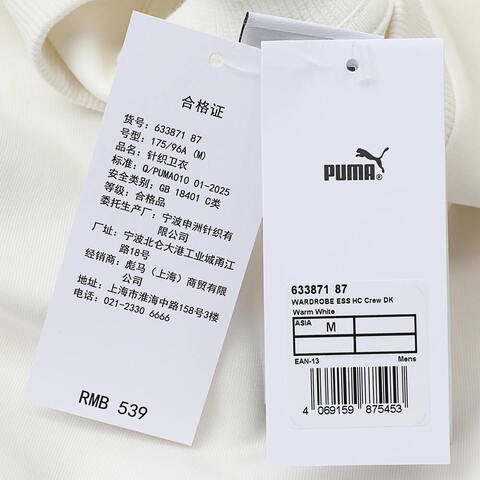 合格证
货号: 633871 87
号型: 175/96A (M)
品名: 针织卫衣
标准: Q/PUMA010 01-2025
安全类别: GB 18401 C类
等级: 合格品
委托生产厂: 宁波申洲针织有
限公司
厂址: 宁波北仑大港工业城甬江
路18号
经销商: 彪马（上海）商贸有限
公司
地址: 上海市淮海中路158号3楼
电话: 021-2330 6666
RMB 539
PUMA®
633871 87
WARDROBE ESS HC Crew DK
Warm White
ASIA M
EAN-13 Mens
4 069159 875453